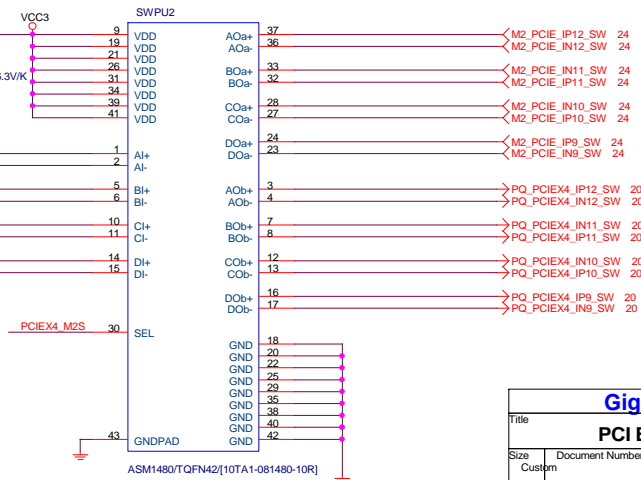 VCC3
SWPU2
9 VDD AOa+ 37 M2_PCIE_IP12_SW 24
19 VDD AOa- 36 M2_PCIE_IN12_SW 24
21 VDD
26 VDD BOa+ 33 M2_PCIE_IN11_SW 24
6.3V/K 31 VDD BOa- 32 M2_PCIE_IP11_SW 24
34 VDD
39 VDD COa+ 28 M2_PCIE_IN10_SW 24
41 VDD COa- 27 M2_PCIE_IP10_SW 24
DOa+ 24 M2_PCIE_IP9_SW 24
1 AI+ DOa- 23 M2_PCIE_IN9_SW 24
2 AI-
5 BI+ AOb+ 3 PQ_PCIEX4_IP12_SW 20
6 BI- AOb- 4 PQ_PCIEX4_IN12_SW 20
10 CI+ BOb+ 7 PQ_PCIEX4_IN11_SW 20
11 CI- BOb- 8 PQ_PCIEX4_IP11_SW 20
14 DI+ COb+ 12 PQ_PCIEX4_IN10_SW 20
15 DI- COb- 13 PQ_PCIEX4_IP10_SW 20
DOb+ 16 PQ_PCIEX4_IP9_SW 20
DOb- 17 PQ_PCIEX4_IN9_SW 20
PCIEX4_M2S 30 SEL
GND 18
GND 20
GND 22
GND 25
GND 29
GND 35
GND 38
GND 40
43 GNDPAD GND 42
ASM1480/TQFN42/[10TA1-081480-10R]
Gig
Title
PCI E
Size Document Number
Custom